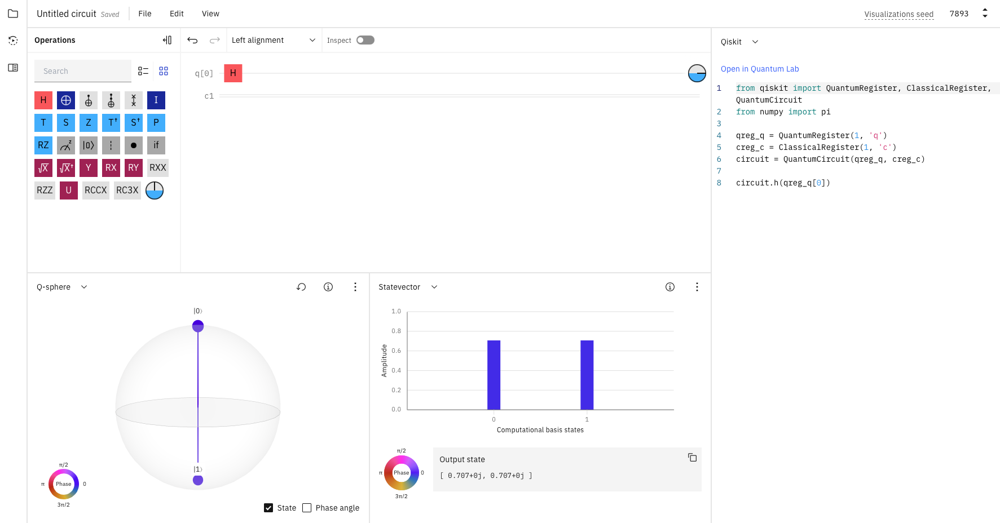 Untitled circuit Saved File Edit View Visualizations seed 7893
Operations
Left alignment
Inspect
Search
H I
T S Z T† S† P
RZ z |0⟩ if
√X √X† Y RX RY RXX
RZZ U RCCX RC3X
q[0] H
c1
Qiskit
Open in Quantum Lab
1 from qiskit import QuantumRegister, ClassicalRegister,
QuantumCircuit
2 from numpy import pi
3
4 qreg_q = QuantumRegister(1, 'q')
5 creg_c = ClassicalRegister(1, 'c')
6 circuit = QuantumCircuit(qreg_q, creg_c)
7
8 circuit.h(qreg_q[0])
Q-sphere
|0⟩
|1⟩
π/2
π Phase 0
3π/2
State Phase angle
Statevector
1.0
0.8
0.6
0.4
0.2
0.0
Amplitude
0 1
Computational basis states
π/2
π Phase 0
3π/2
Output state
[ 0.707+0j, 0.707+0j ]